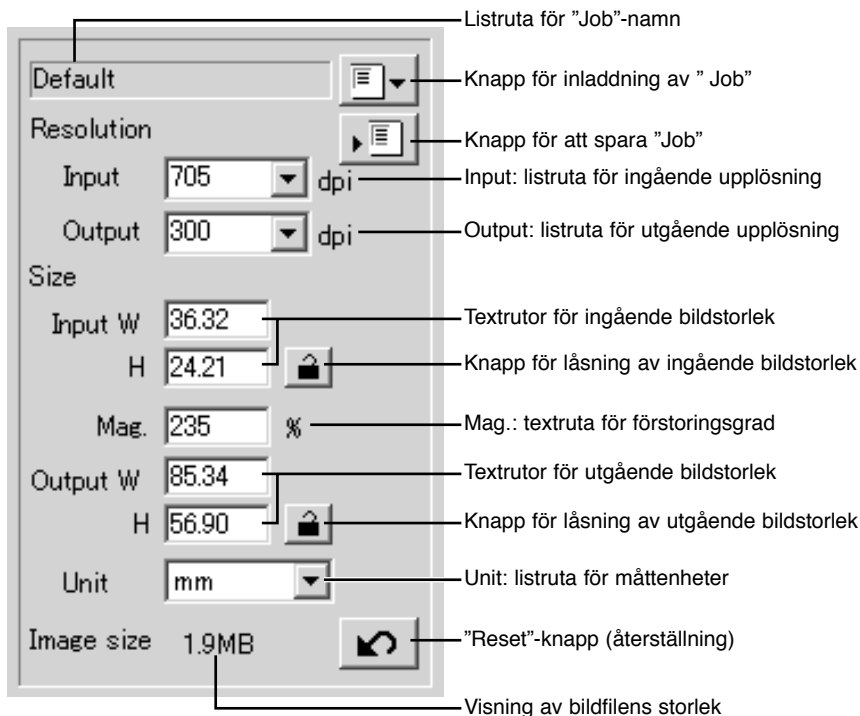 Listruta för ”Job”-namn
Default
Knapp för inladdning av ” Job”
Resolution
Knapp för att spara ”Job”
Input 705 dpi
Input: listruta för ingående upplösning
Output 300 dpi
Output: listruta för utgående upplösning
Size
Input W 36.32
Textrutor för ingående bildstorlek
H 24.21
Knapp för låsning av ingående bildstorlek
Mag. 235 %
Mag.: textruta för förstoringsgrad
Output W 85.34
Textrutor för utgående bildstorlek
H 56.90
Knapp för låsning av utgående bildstorlek
Unit mm
Unit: listruta för måttenheter
Image size 1.9MB
”Reset”-knapp (återställning)
Visning av bildfilens storlek